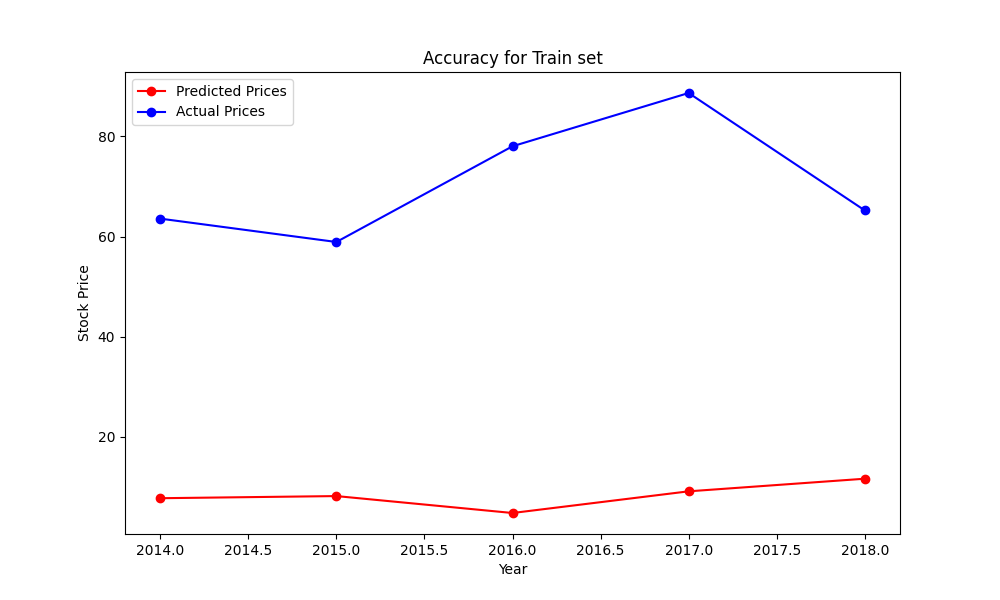 Accuracy for Train set
Predicted Prices
Actual Prices
Stock Price
80
60
40
20
2014.0 2014.5 2015.0 2015.5 2016.0 2016.5 2017.0 2017.5 2018.0
Year